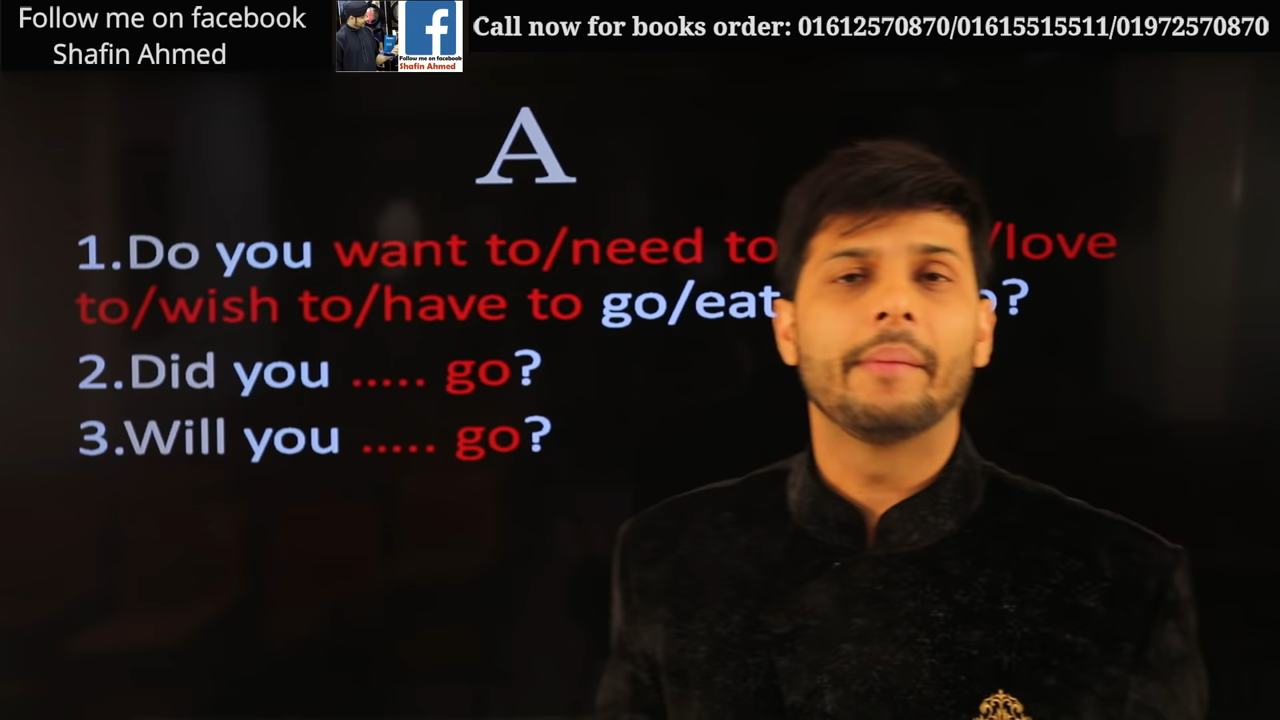 Follow me on facebook
Shafin Ahmed
Follow me on facebook
Shafin Ahmed
Call now for books order: 01612570870/01615515511/01972570870
A
1.Do you want to/need to /love
to/wish to/have to go/eat ?
2.Did you ..... go?
3.Will you ..... go?